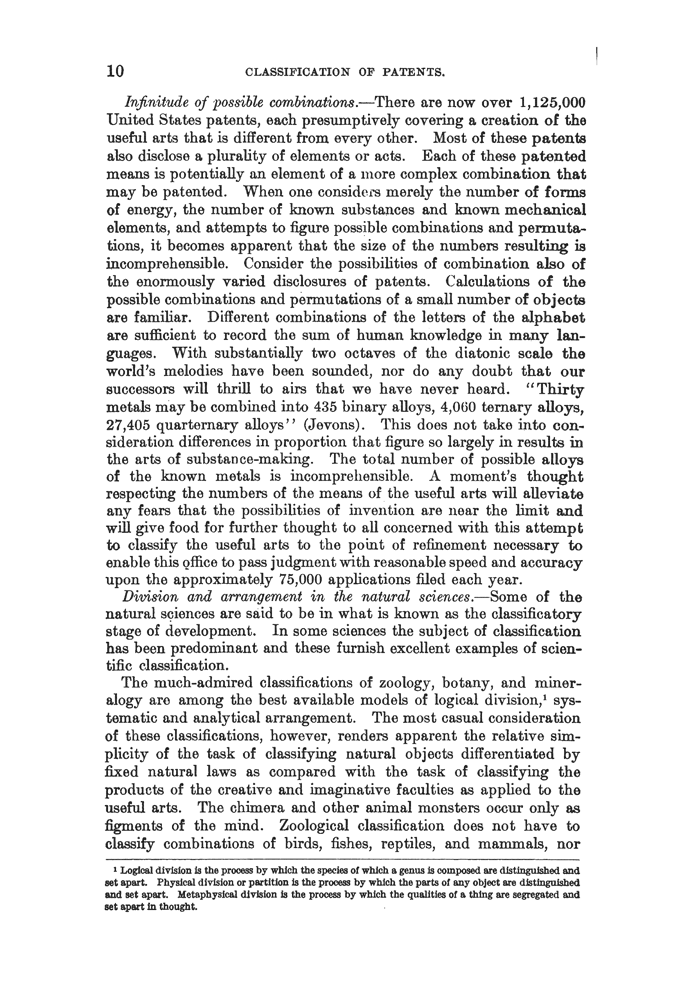 10 CLASSIFICATION OF PATENTS.
Infinitude of possible combinations.—There are now over 1,125,000
United States patents, each presumptively covering a creation of the
useful arts that is different from every other. Most of these patents
also disclose a plurality of elements or acts. Each of these patented
means is potentially an element of a more complex combination that
may be patented. When one considers merely the number of forms
of energy, the number of known substances and known mechanical
elements, and attempts to figure possible combinations and permuta-
tions, it becomes apparent that the size of the numbers resulting is
incomprehensible. Consider the possibilities of combination also of
the enormously varied disclosures of patents. Calculations of the
possible combinations and permutations of a small number of objects
are familiar. Different combinations of the letters of the alphabet
are sufficient to record the sum of human knowledge in many lan-
guages. With substantially two octaves of the diatonic scale the
world's melodies have been sounded, nor do any doubt that our
successors will thrill to airs that we have never heard. "Thirty
metals may be combined into 435 binary alloys, 4,060 ternary alloys,
27,405 quarternary alloys" (Jevons). This does not take into con-
sideration differences in proportion that figure so largely in results in
the arts of substance-making. The total number of possible alloys
of the known metals is incomprehensible. A moment's thought
respecting the numbers of the means of the useful arts will alleviate
any fears that the possibilities of invention are near the limit and
will give food for further thought to all concerned with this attempt
to classify the useful arts to the point of refinement necessary to
enable this office to pass judgment with reasonable speed and accuracy
upon the approximately 75,000 applications filed each year.
Division and arrangement in the natural sciences.—Some of the
natural sciences are said to be in what is known as the classificatory
stage of development. In some sciences the subject of classification
has been predominant and these furnish excellent examples of scien-
tific classification.
The much-admired classifications of zoology, botany, and miner-
alogy are among the best available models of logical division,¹ sys-
tematic and analytical arrangement. The most casual consideration
of these classifications, however, renders apparent the relative sim-
plicity of the task of classifying natural objects differentiated by
fixed natural laws as compared with the task of classifying the
products of the creative and imaginative faculties as applied to the
useful arts. The chimera and other animal monsters occur only as
figments of the mind. Zoological classification does not have to
classify combinations of birds, fishes, reptiles, and mammals, nor
¹ Logical division is the process by which the species of which a genus is composed are distinguished and
set apart. Physical division or partition is the process by which the parts of any object are distinguished
and set apart. Metaphysical division is the process by which the qualities of a thing are segregated and
set apart in thought.